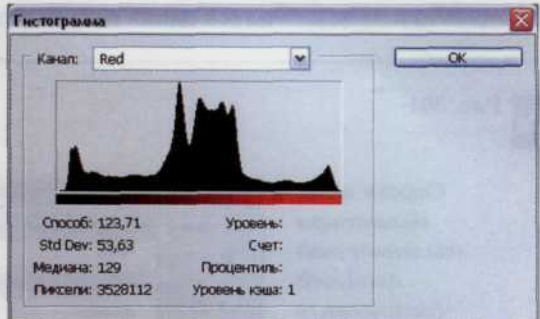 Гистограмма
Канал: Red
OK
Способ: 123,71
Уровень:
Std Dev: 53,63
Счет:
Медиана: 129
Процентиль:
Пиксели: 3528112
Уровень кэша: 1